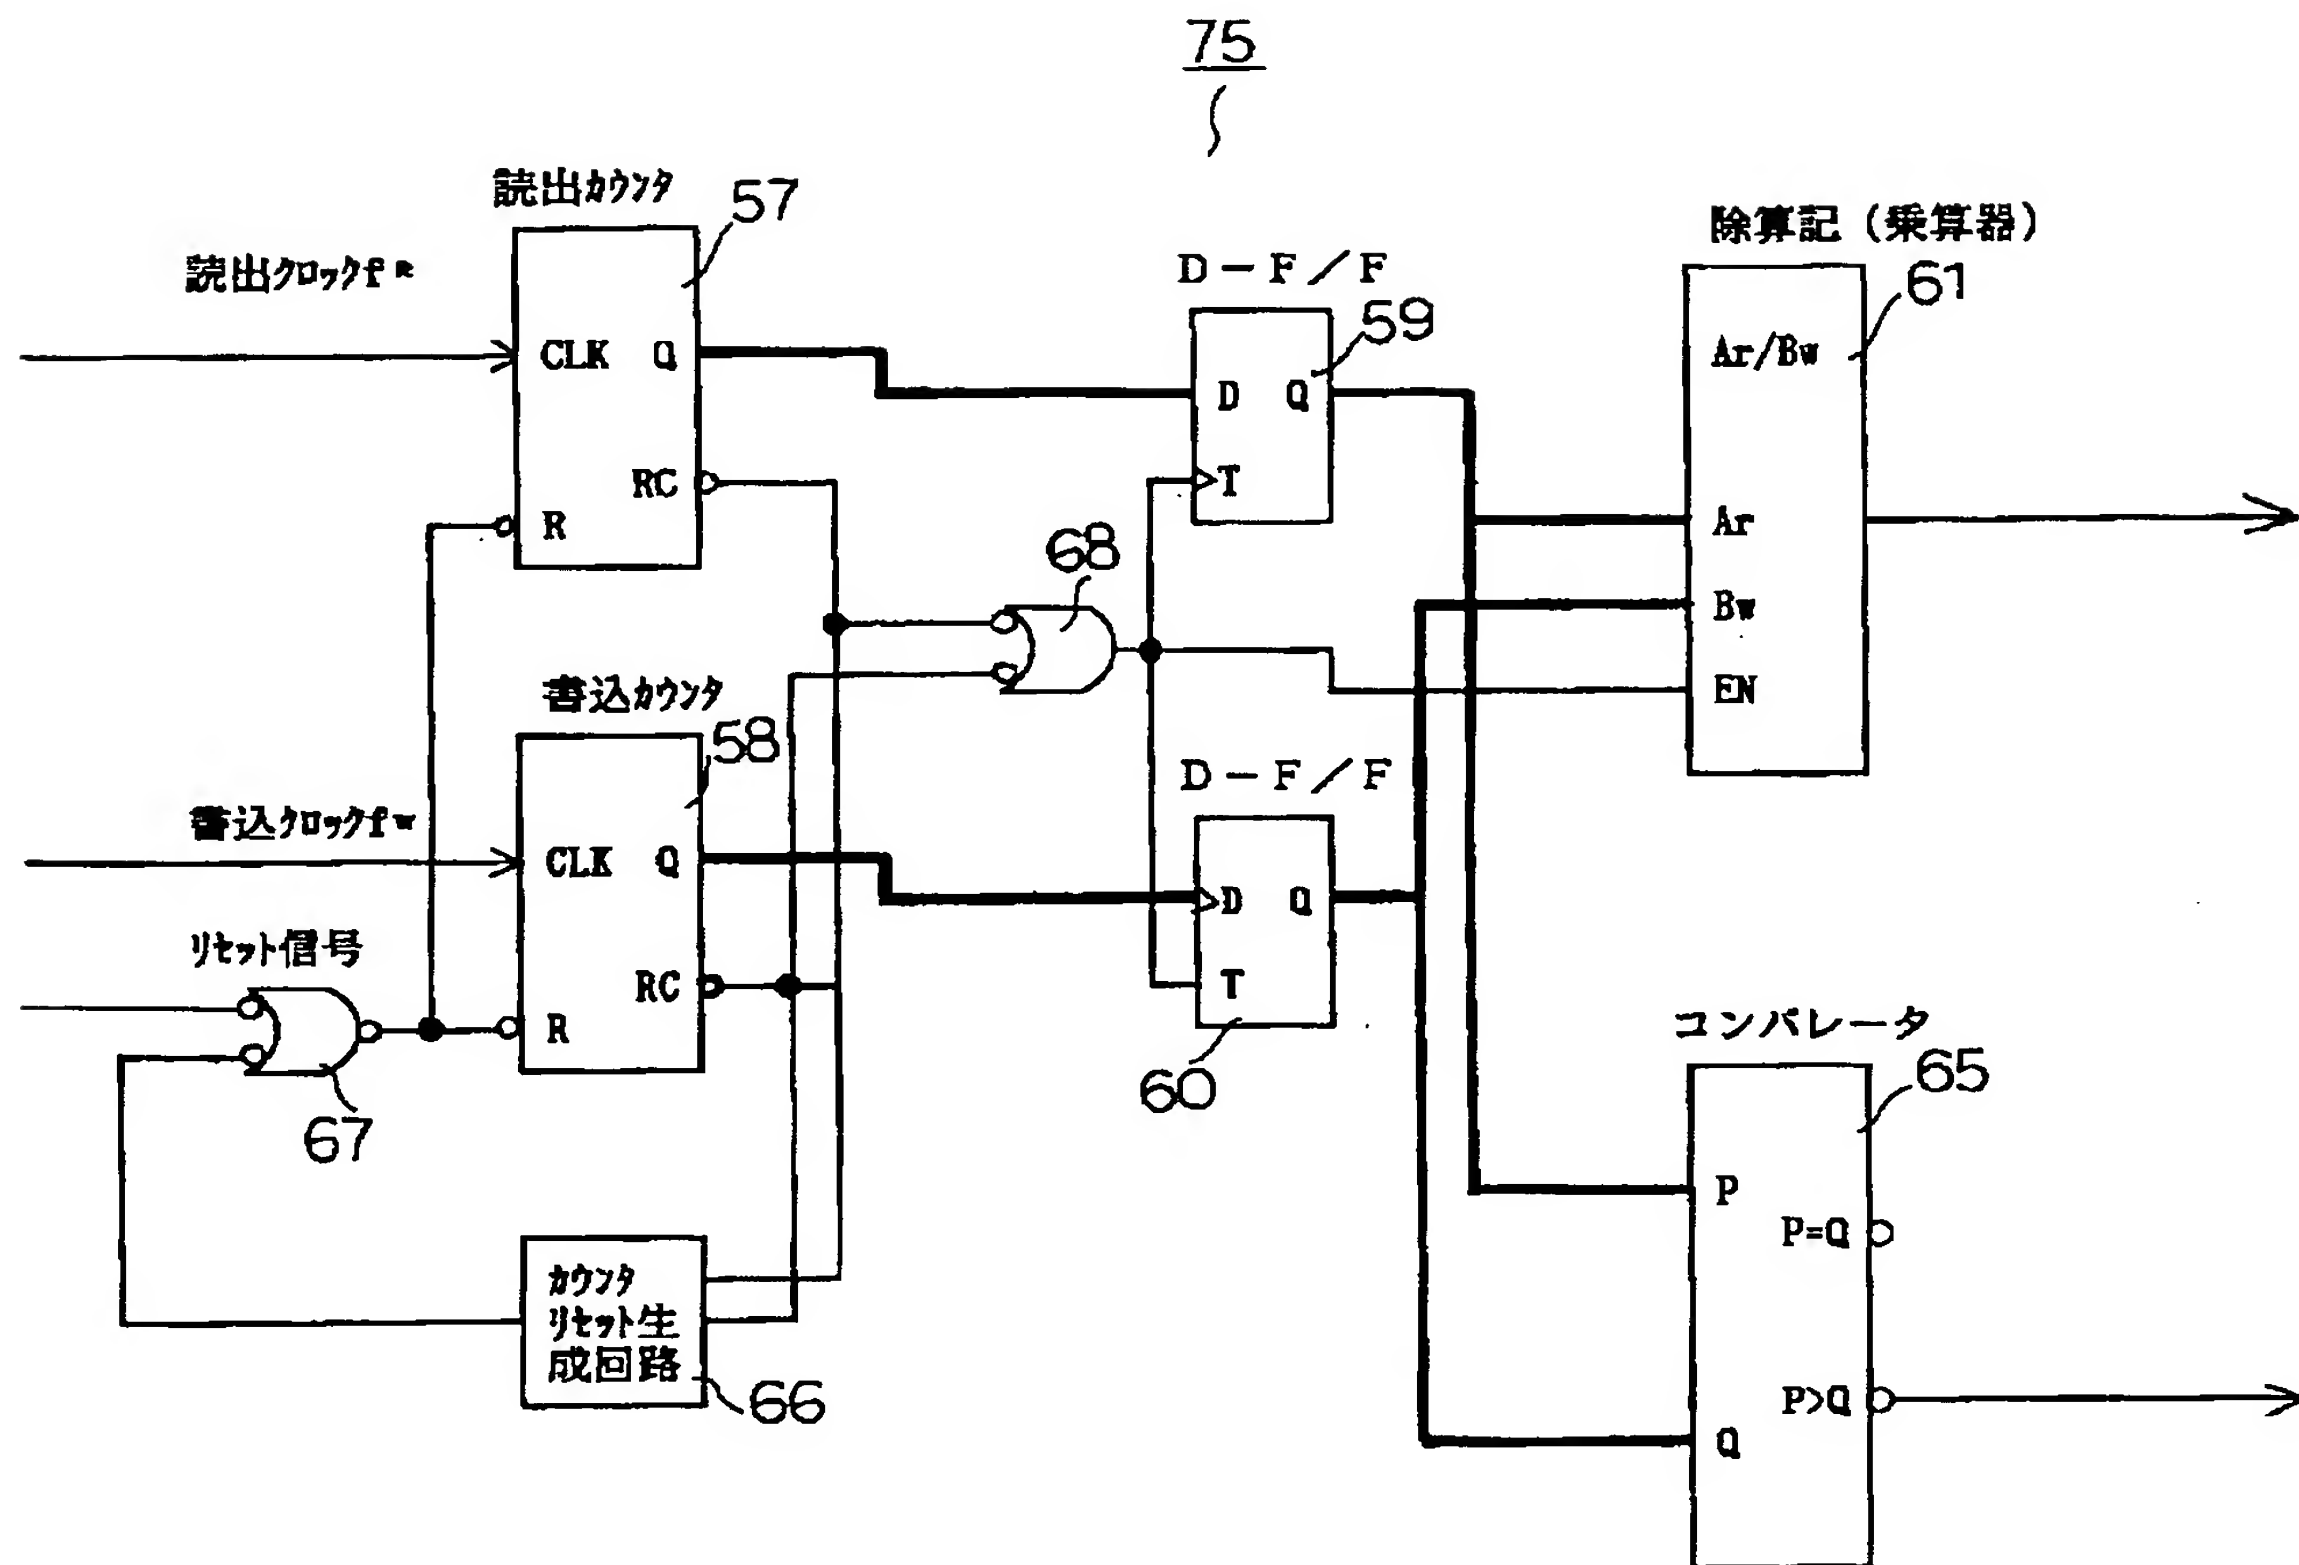 75
読出カウンタ
57
読出クロックfR
CLK
Q
RC
R
D-F/F
59
D
Q
T
除算記(乗算器)
61
Ar/Bw
Ar
Bw
EN
68
書込カウンタ
58
書込クロックfw
CLK
Q
RC
R
リセット信号
67
D-F/F
D
Q
T
60
カウンタ
リセット生
成回路
66
コンパレータ
65
P
P=Q
P>Q
Q